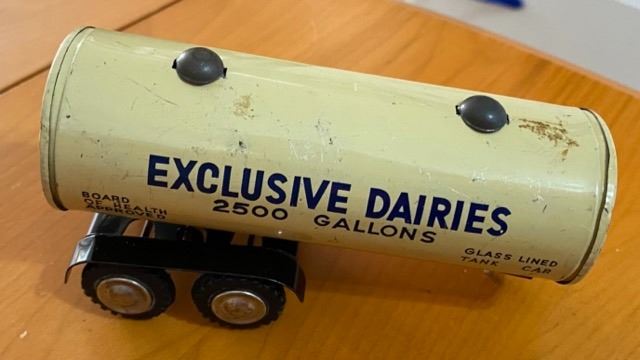 EXCLUSIVE DAIRIES
2500 GALLONS
BOARD
OF HEALTH
APPROVED
GLASS LINED
TANK CAR